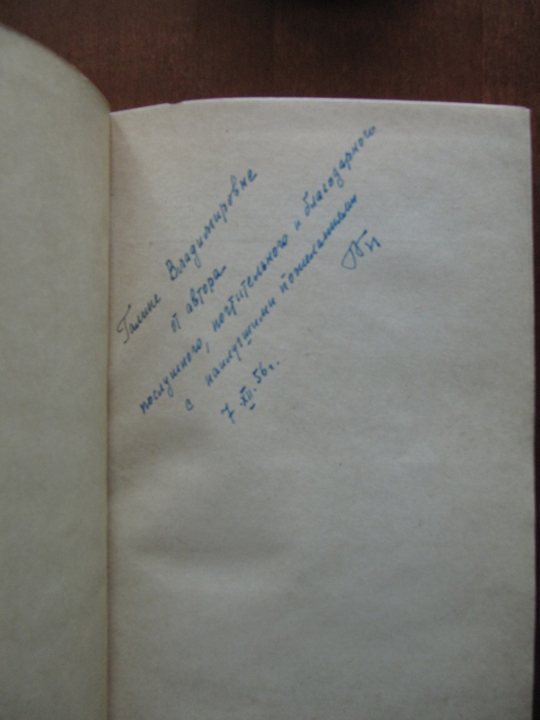 Галине Владимировне
от автора
послушного, почтительного и благодарного
с наилучшими пожеланиями
7 XII. 56 г.